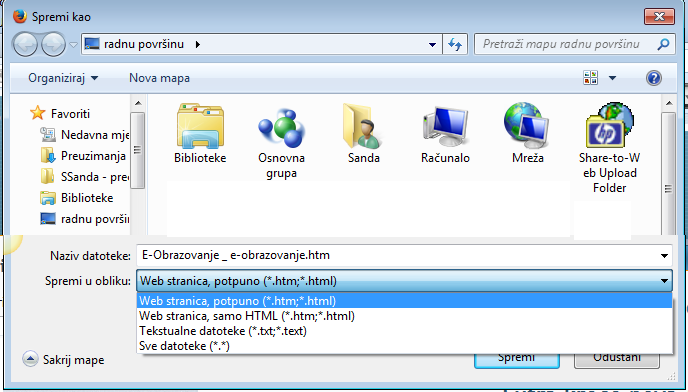 Spremi kao
radnu površinu
Pretraži mapu radnu površinu
Organiziraj
Nova mapa
Favoriti
Nedavna mje
Preuzimanja
SSanda - pre
Biblioteke
radnu površi
Biblioteke
Osnovna
grupa
Sanda
Računalo
Mreža
hp
Share-to-W
eb Upload
Folder
Naziv datoteke:
E-Obrazovanje _ e-obrazovanje.htm
Spremi u obliku:
Web stranica, potpuno (*.htm;*.html)
Web stranica, potpuno (*.htm;*.html)
Web stranica, samo HTML (*.htm;*.html)
Tekstualne datoteke (*.txt;*.text)
Sve datoteke (*.*)
Sakrij mape
Spremi
Odustani